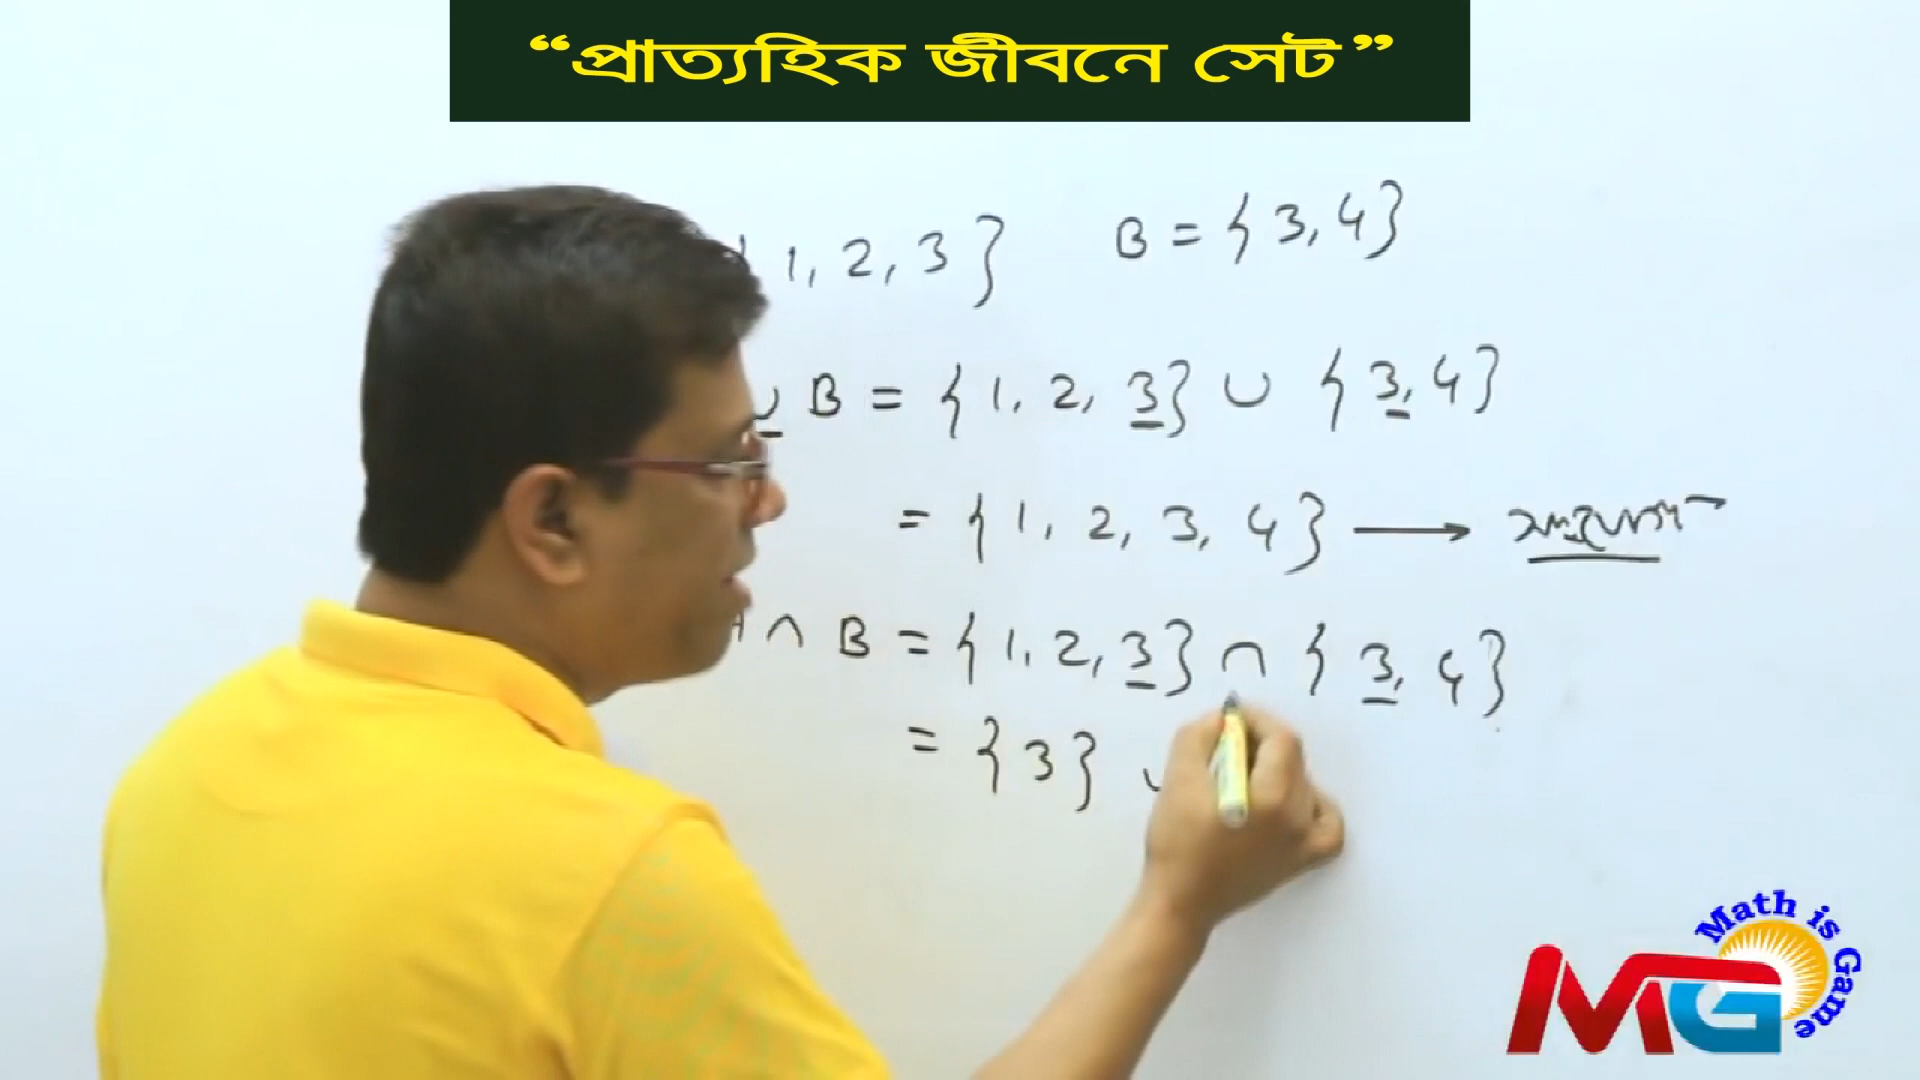 “প্রাত্যহিক জীবনে সেট”
1, 2, 3} B = {3, 4}
∪ B = {1, 2, 3} ∪ {3, 4}
= {1, 2, 3, 4} ⟶
A ∩ B = {1, 2, 3} ∩ {3, 4}
= {3}
Math is Game
MG